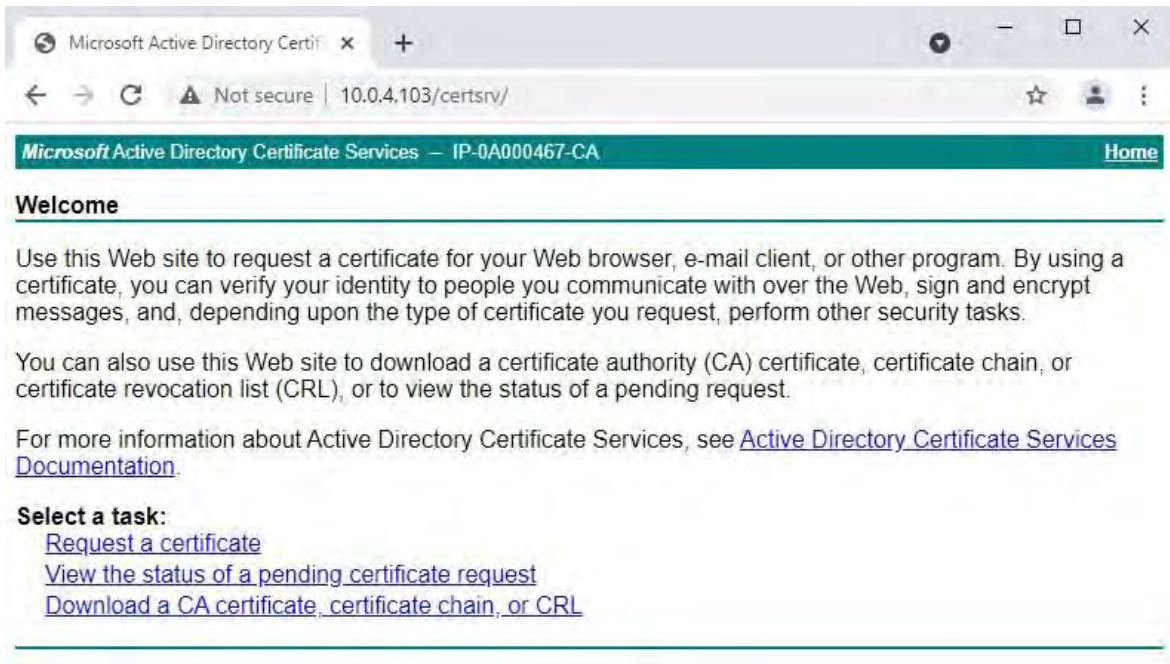 Microsoft Active Directory Certif
Not secure | 10.0.4.103/certsrv/
Microsoft Active Directory Certificate Services – IP-0A000467-CA Home
Welcome
Use this Web site to request a certificate for your Web browser, e-mail client, or other program. By using a
certificate, you can verify your identity to people you communicate with over the Web, sign and encrypt
messages, and, depending upon the type of certificate you request, perform other security tasks.
You can also use this Web site to download a certificate authority (CA) certificate, certificate chain, or
certificate revocation list (CRL), or to view the status of a pending request.
For more information about Active Directory Certificate Services, see Active Directory Certificate Services
Documentation.
Select a task:
Request a certificate
View the status of a pending certificate request
Download a CA certificate, certificate chain, or CRL